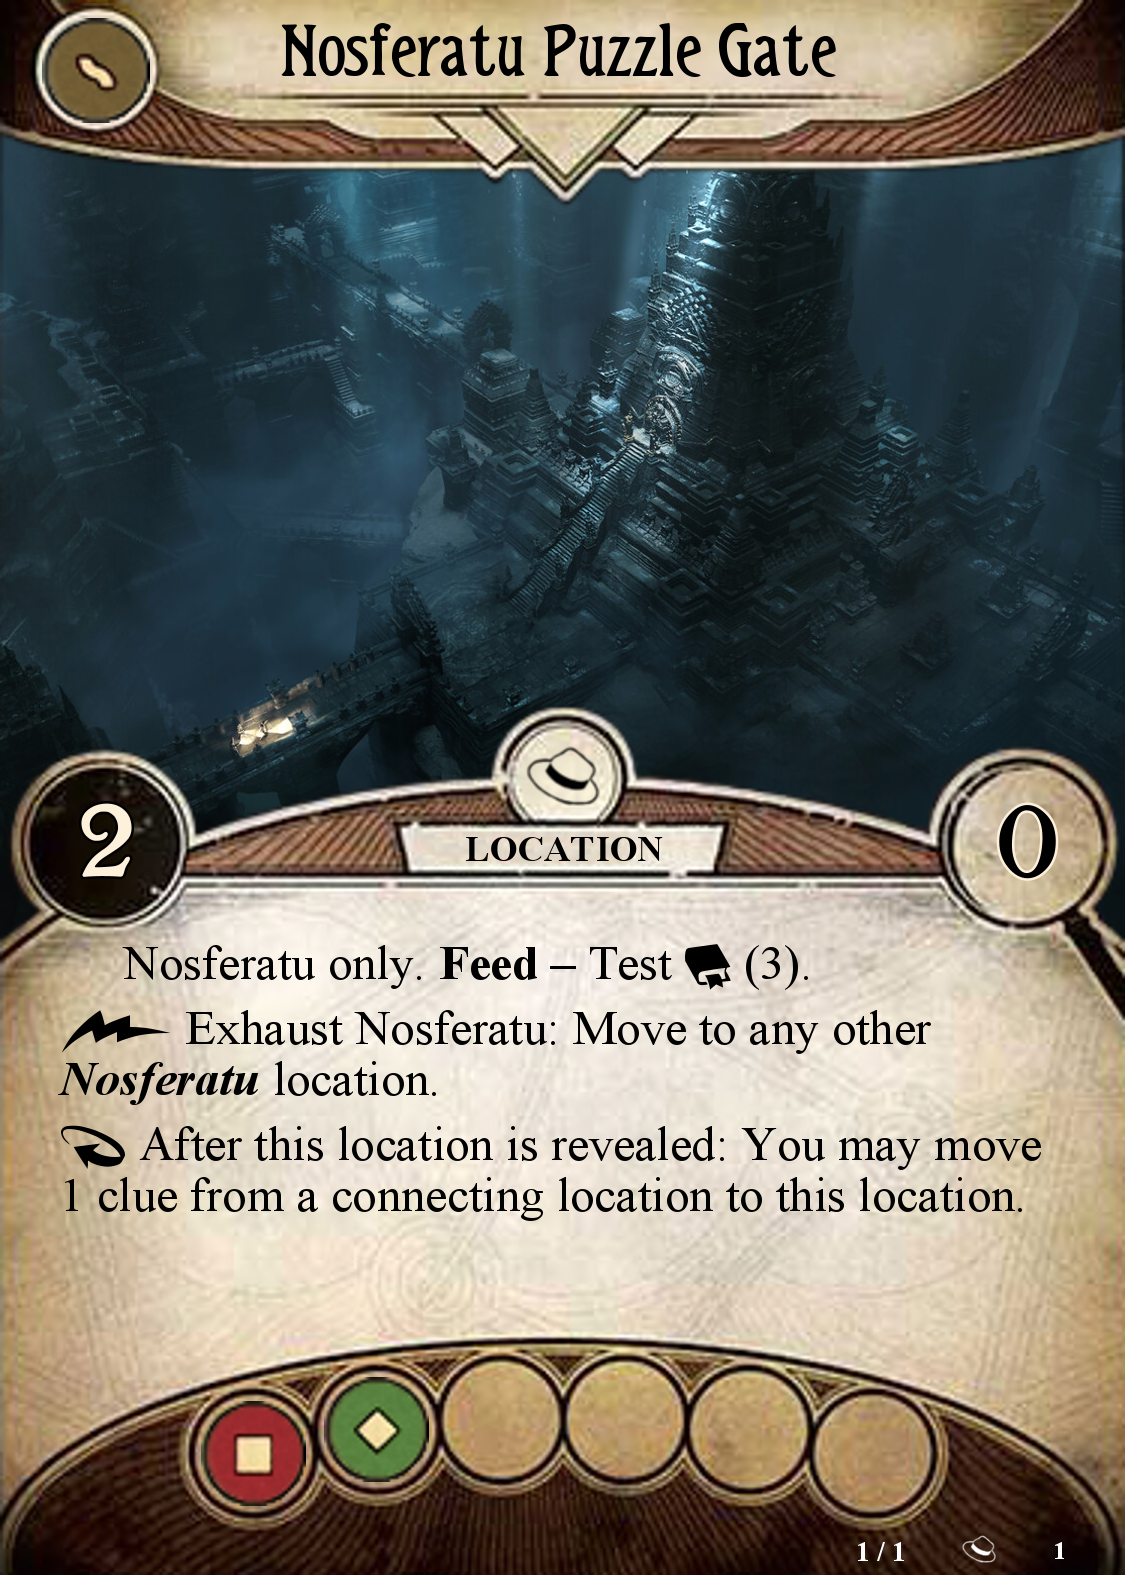 Nosferatu Puzzle Gate
2
LOCATION
0
Nosferatu only. Feed – Test (3).
Exhaust Nosferatu: Move to any other
Nosferatu location.
After this location is revealed: You may move
1 clue from a connecting location to this location.
1 / 1
1